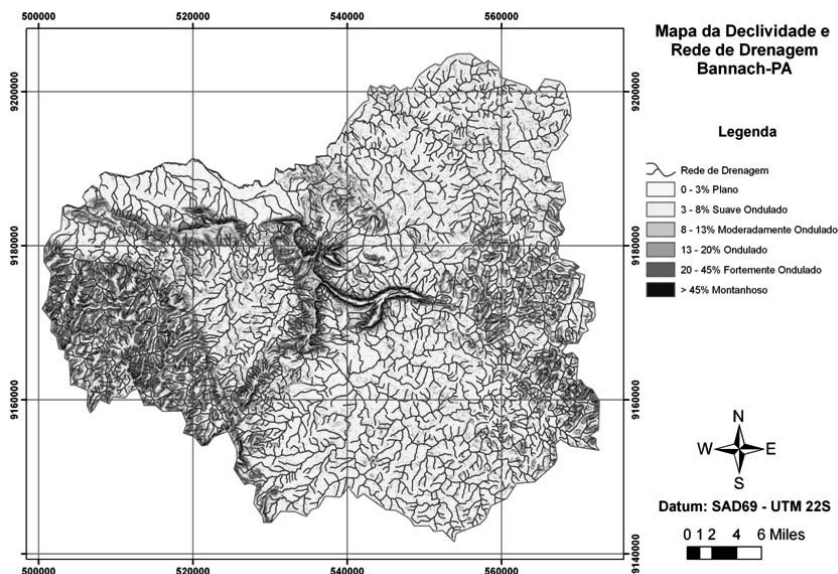 500000 520000 540000 560000
Mapa da Declividade e
Rede de Drenagem
Bannach-PA
9200000 9200000
Legenda
Rede de Drenagem
0 - 3% Plano
3 - 8% Suave Ondulado
8 - 13% Moderadamente Ondulado
13 - 20% Ondulado
20 - 45% Fortemente Ondulado
> 45% Montanhoso
9180000 9180000
9160000 9160000
N
W E
S
Datum: SAD69 - UTM 22S
0 1 2 4 6 Miles
9140000 9140000
500000 520000 540000 560000